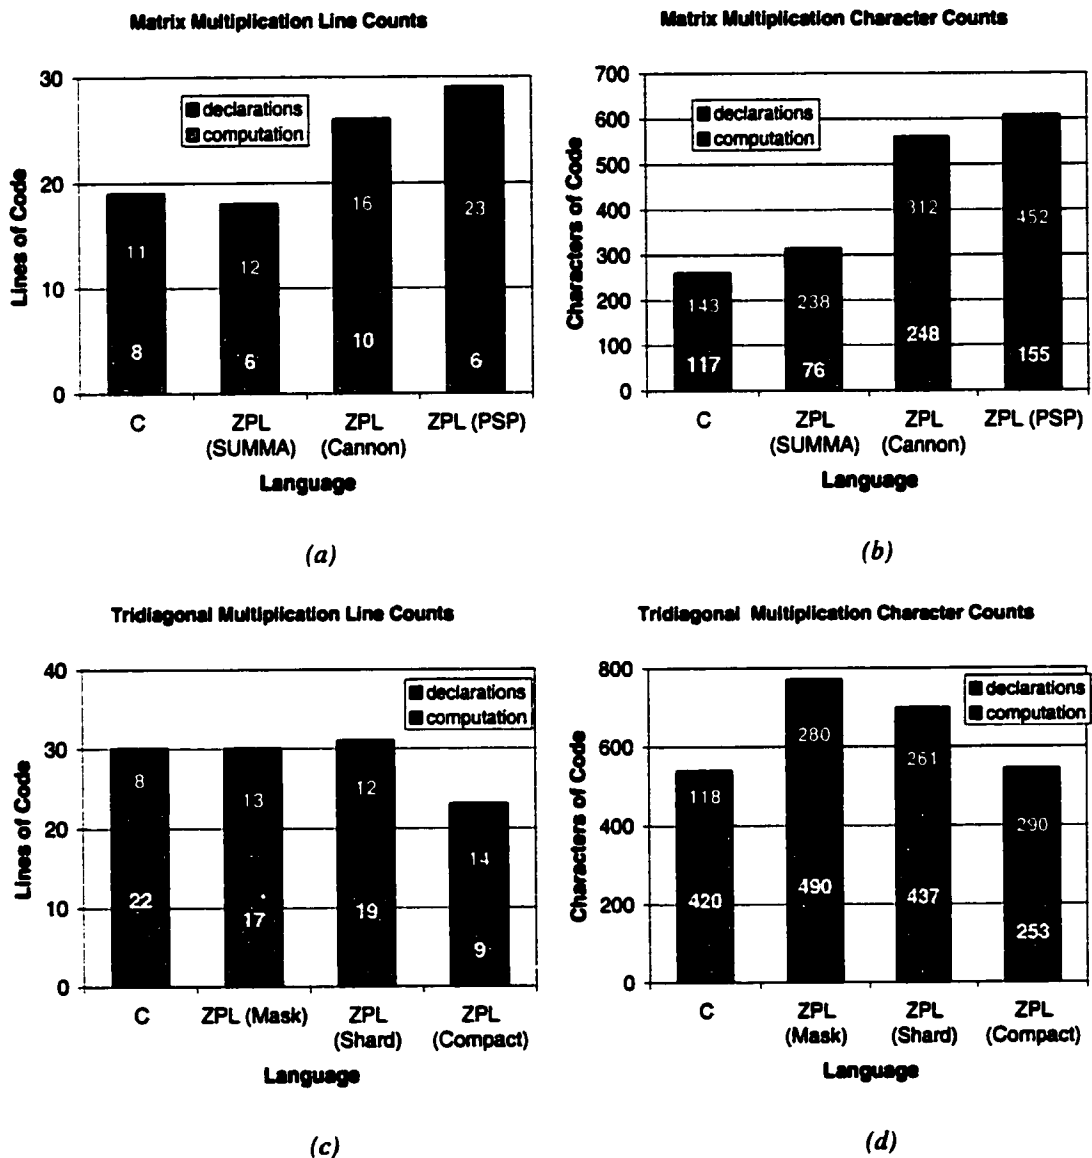 Matrix Multiplication Line Counts
30
20
10
0
Lines of Code
declarations
computation
11
8
12
6
16
10
23
6
C
ZPL
(SUMMA)
ZPL
(Cannon)
ZPL (PSP)
Language
(a)
Matrix Multiplication Character Counts
700
600
500
400
300
200
100
0
Characters of Code
declarations
computation
143
117
238
76
312
248
452
155
C
ZPL
(SUMMA)
ZPL
(Cannon)
ZPL (PSP)
Language
(b)
Tridiagonal Multiplication Line Counts
40
30
20
10
0
Lines of Code
declarations
computation
8
22
13
17
12
19
14
9
C
ZPL (Mask)
ZPL
(Shard)
ZPL
(Compact)
Language
(c)
Tridiagonal Multiplication Character Counts
800
600
400
200
0
Characters of Code
declarations
computation
118
420
280
490
261
437
290
253
C
ZPL
(Mask)
ZPL
(Shard)
ZPL
(Compact)
Language
(d)